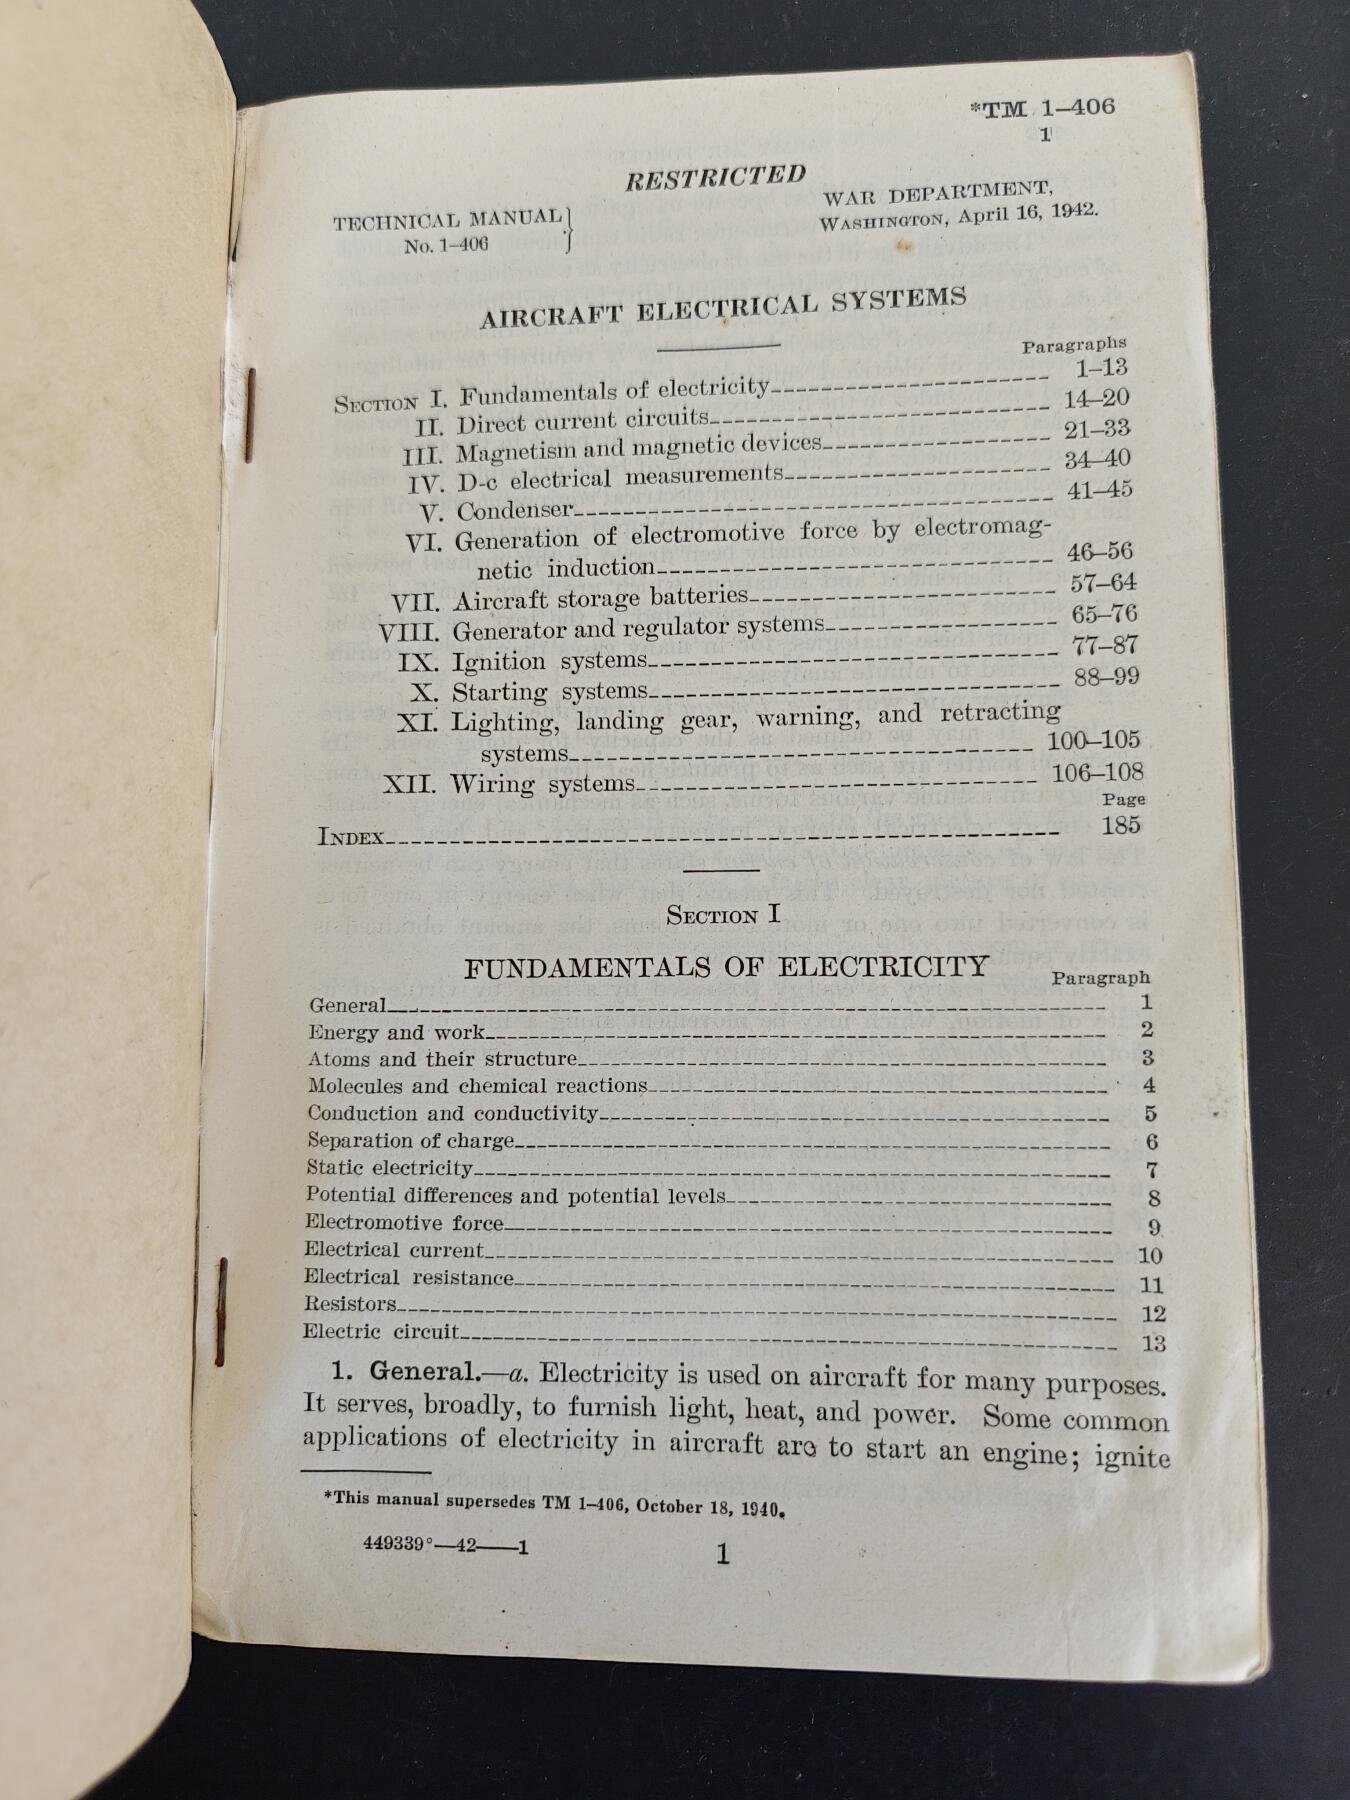 *TM 1–406
1
RESTRICTED
TECHNICAL MANUAL}
No. 1–406
WAR DEPARTMENT,
WASHINGTON, April 16, 1942.
AIRCRAFT ELECTRICAL SYSTEMS
Paragraphs
SECTION I. Fundamentals of electricity 1–13
II. Direct current circuits 14–20
III. Magnetism and magnetic devices 21–33
IV. D-c electrical measurements 34–40
V. Condenser 41–45
VI. Generation of electromotive force by electromag-
netic induction 46–56
VII. Aircraft storage batteries 57–64
VIII. Generator and regulator systems 65–76
IX. Ignition systems 77–87
X. Starting systems 88–99
XI. Lighting, landing gear, warning, and retracting
systems 100–105
XII. Wiring systems 106–108
Page
INDEX 185
SECTION I
FUNDAMENTALS OF ELECTRICITY
Paragraph
General 1
Energy and work 2
Atoms and their structure 3
Molecules and chemical reactions 4
Conduction and conductivity 5
Separation of charge 6
Static electricity 7
Potential differences and potential levels 8
Electromotive force 9
Electrical current 10
Electrical resistance 11
Resistors 12
Electric circuit 13
1. General.—a. Electricity is used on aircraft for many purposes.
It serves, broadly, to furnish light, heat, and power. Some common
applications of electricity in aircraft are to start an engine; ignite
*This manual supersedes TM 1–406, October 18, 1940.
449339°—42——1
1